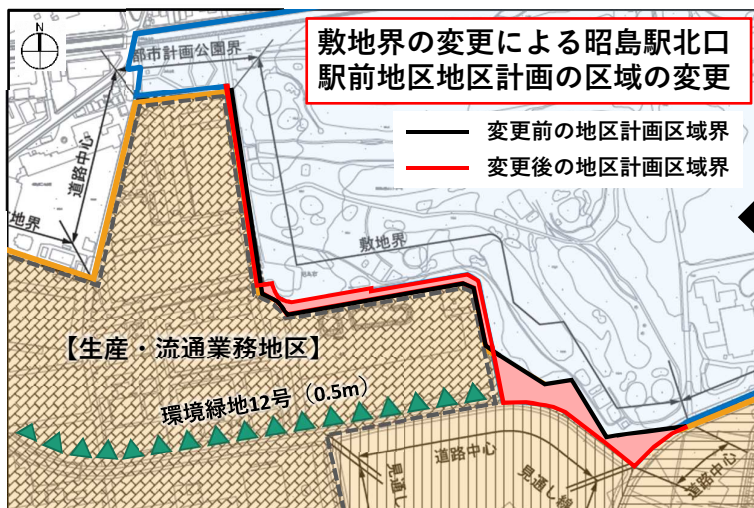 N
都市計画公園界
敷地界の変更による昭島駅北口
駅前地区地区計画の区域の変更
変更前の地区計画区域界
変更後の地区計画区域界
道路中心
地界
敷地界
【生産・流通業務地区】
環境緑地12号（0.5m）
道路中心
見通し
見通し線
道路中心